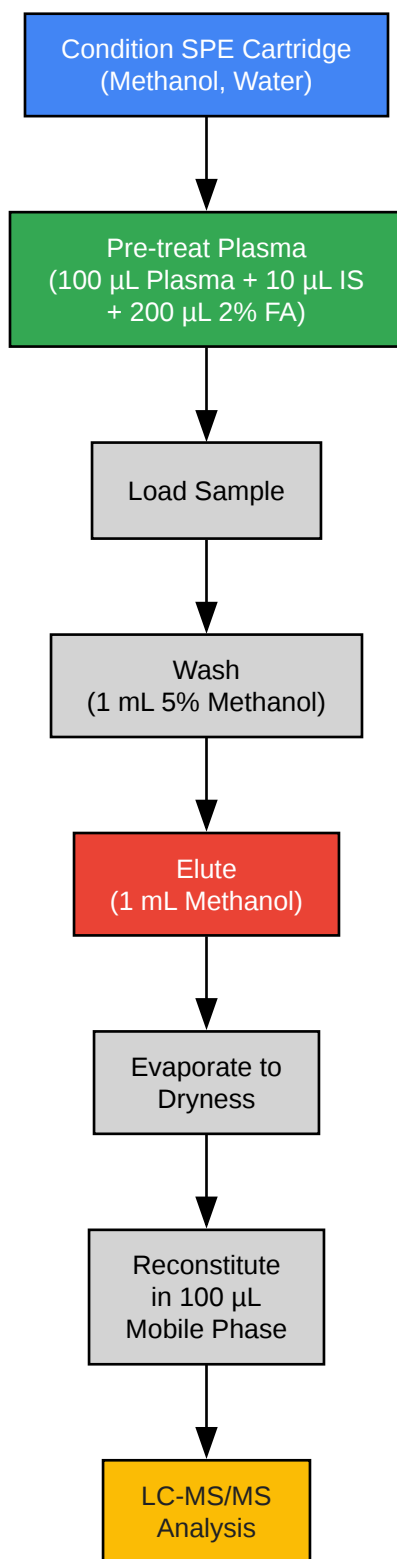 Condition SPE Cartridge
(Methanol, Water)
Pre-treat Plasma
(100 µL Plasma + 10 µL IS
+ 200 µL 2% FA)
Load Sample
Wash
(1 mL 5% Methanol)
Elute
(1 mL Methanol)
Evaporate to
Dryness
Reconstitute
in 100 µL
Mobile Phase
LC-MS/MS
Analysis